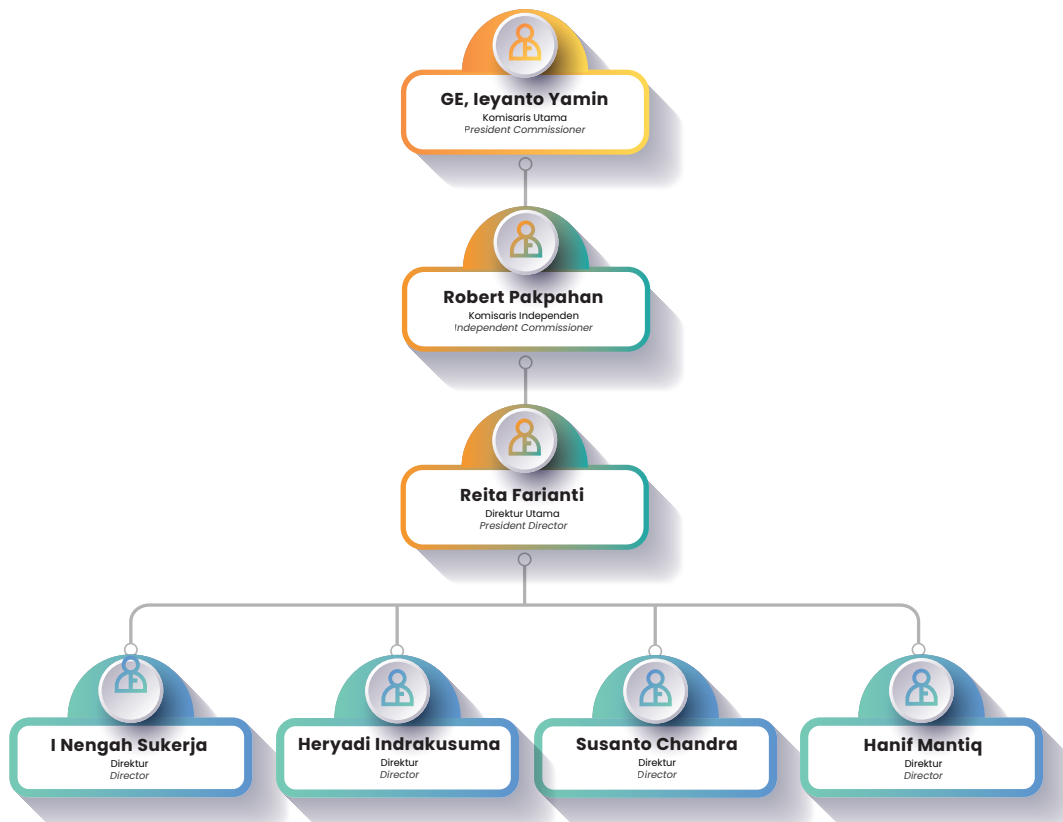 GE, Ieyanto Yamin
Komisaris Utama
President Commissioner
Robert Pakpahan
Komisaris Independen
Independent Commissioner
Reita Farianti
Direktur Utama
President Director
I Nengah Sukerja
Direktur
Director
Heryadi Indrakusuma
Direktur
Director
Susanto Chandra
Direktur
Director
Hanif Mantiq
Direktur
Director